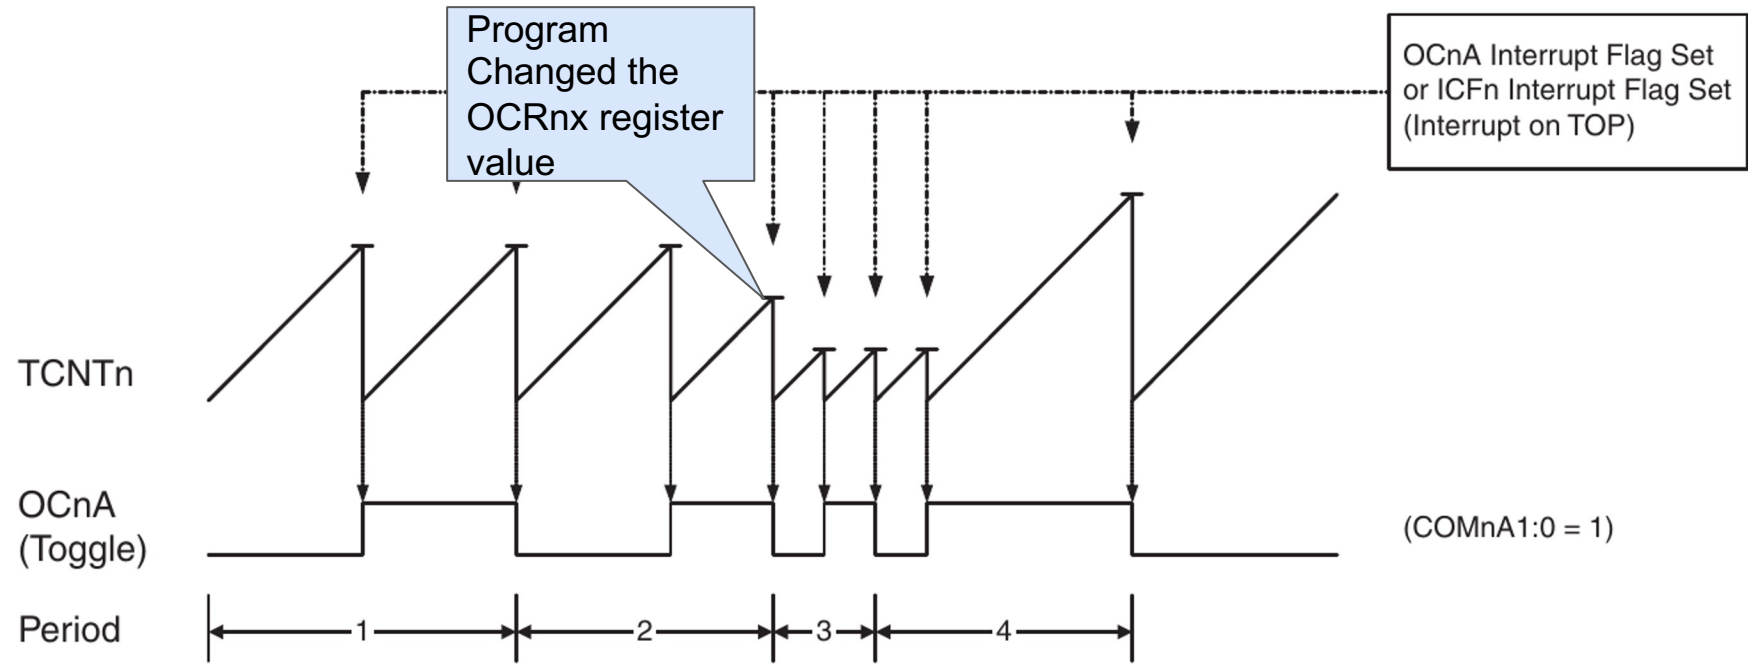 Program
Changed the
OCRnx register
value
OCnA Interrupt Flag Set
or ICFn Interrupt Flag Set
(Interrupt on TOP)
TCNTn
OCnA
(Toggle)
(COMnA1:0 = 1)
Period
1
2
3
4